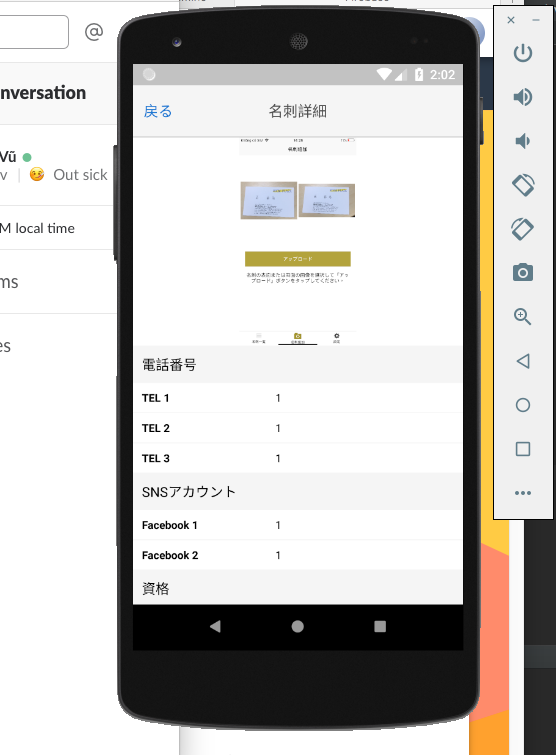 @
nversation
Vũ
v | Out sick
M local time
ms
es
2:02
戻る
名刺詳細
アップロード
電話番号
TEL 1 1
TEL 2 1
TEL 3 1
SNSアカウント
Facebook 1 1
Facebook 2 1
資格